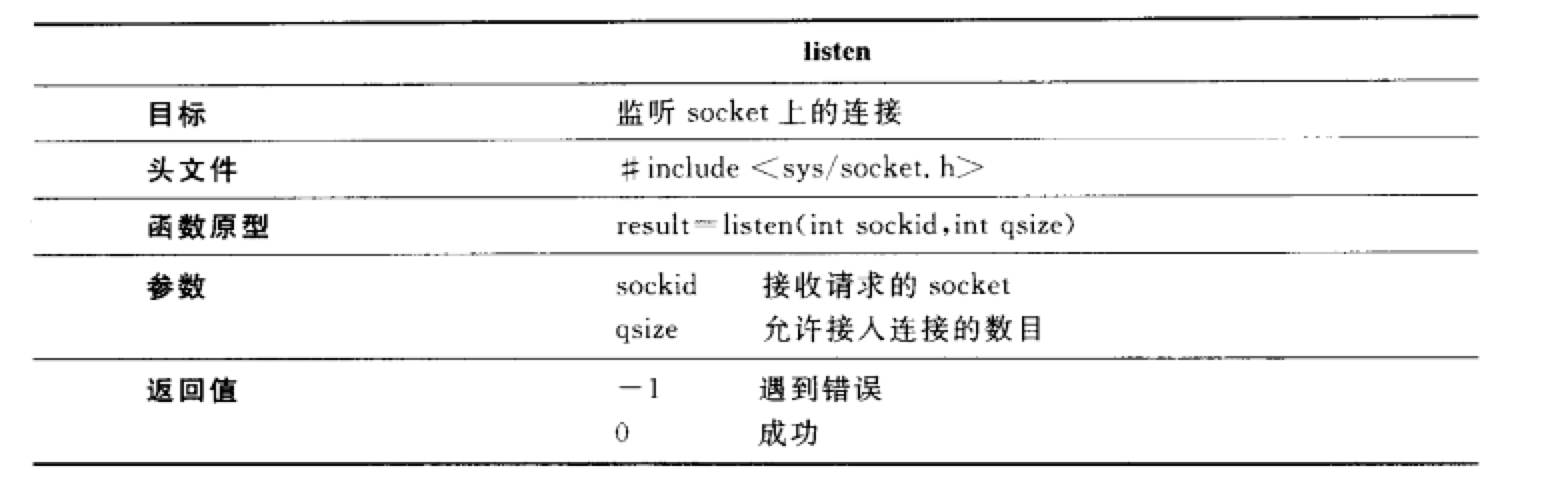 listen
目标 监听 socket 上的连接
头文件 #include <sys/socket.h>
函数原型 result=listen(int sockid,int qsize)
参数 sockid 接收请求的 socket
qsize 允许接入连接的数目
返回值 -1 遇到错误
0 成功